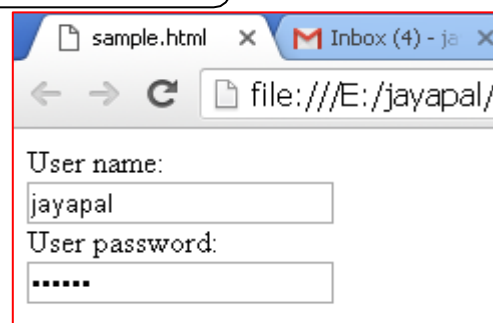 sample.html Inbox (4) - ja
file:///E:/jayapal/
User name:
jayapal
User password:
••••••